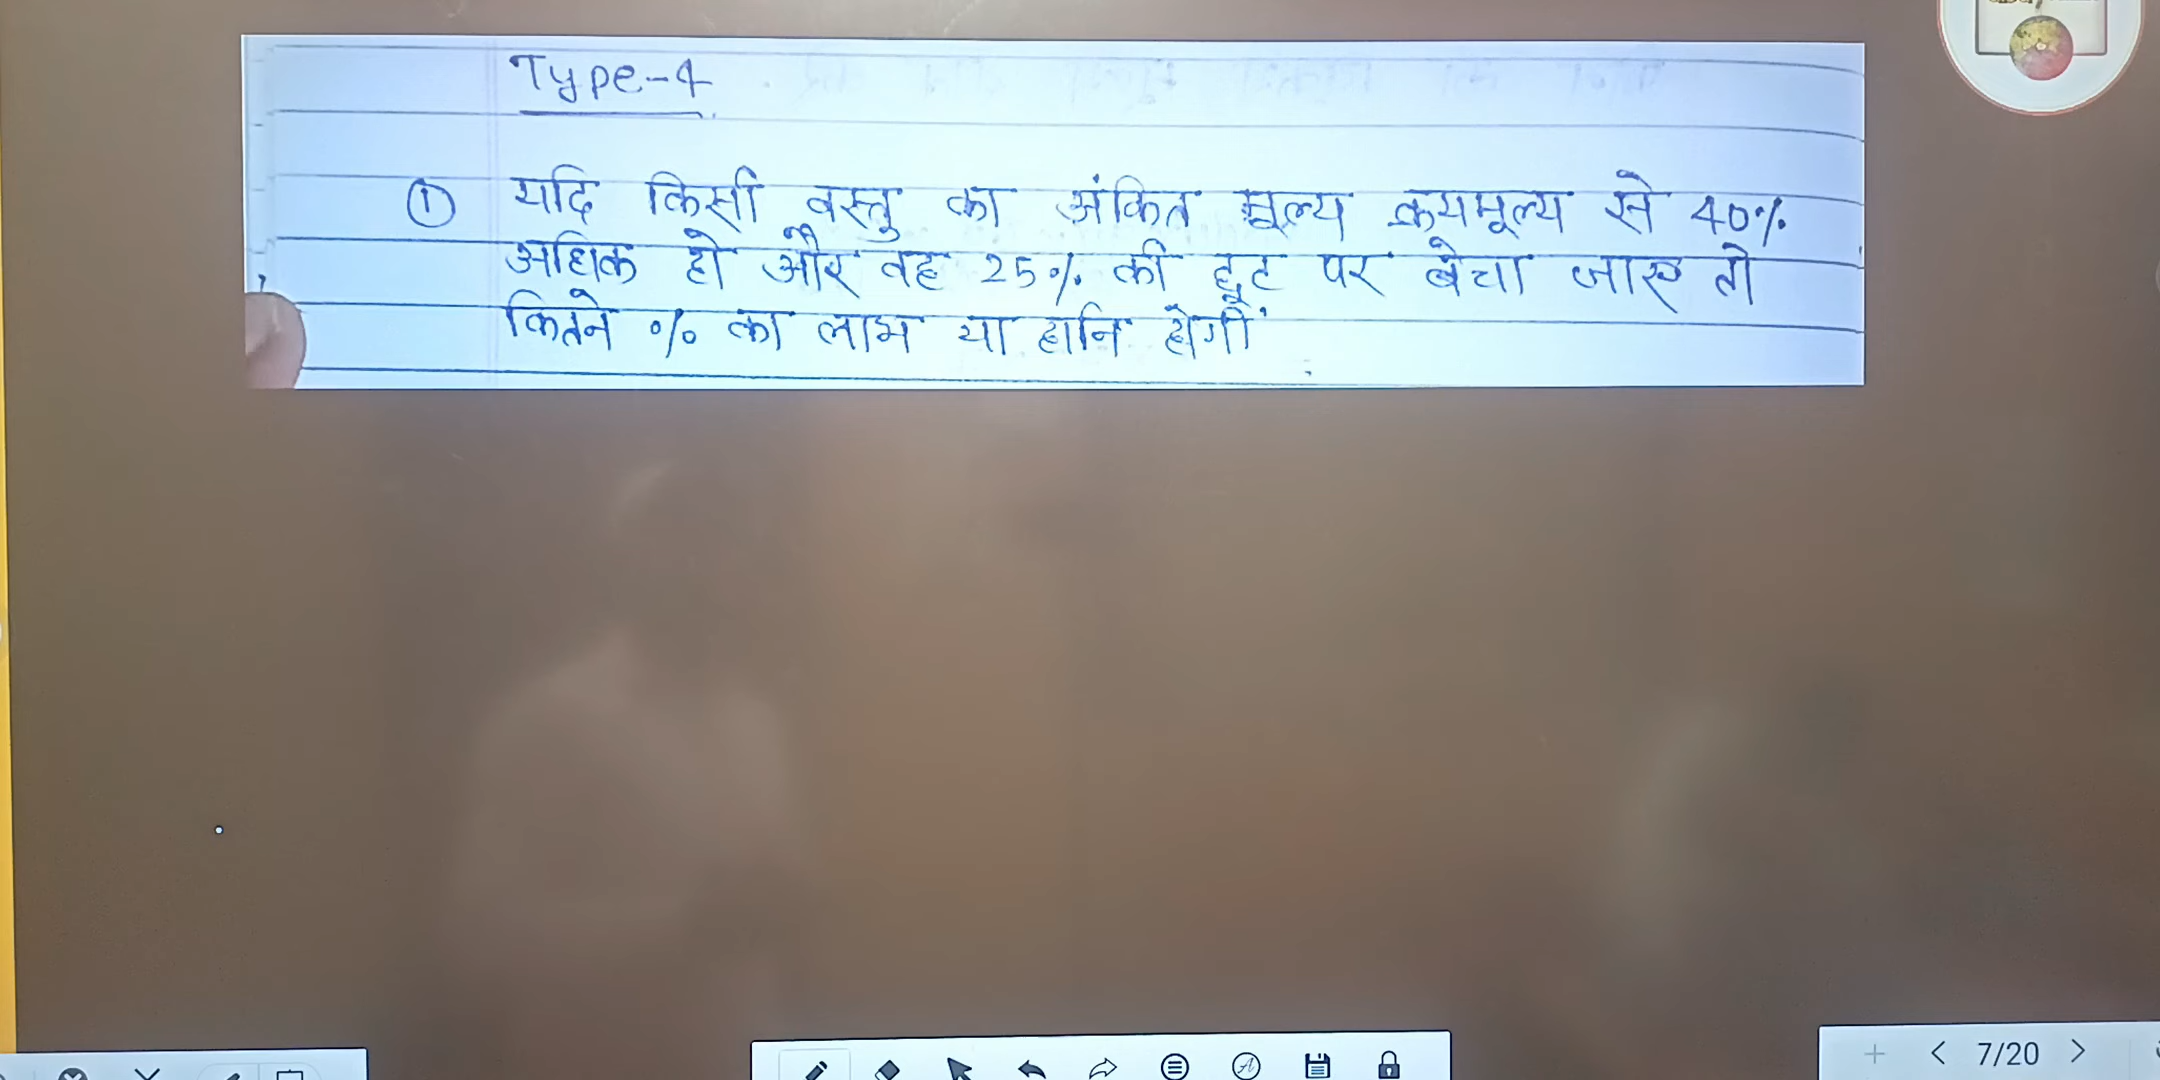 Type-4
① यदि किसी वस्तु का अंकित मूल्य क्रयमूल्य से 40%
अधिक हो और वह 25% की छूट पर बेचा जाए तो
कितने % का लाभ या हानि होगी
7/20